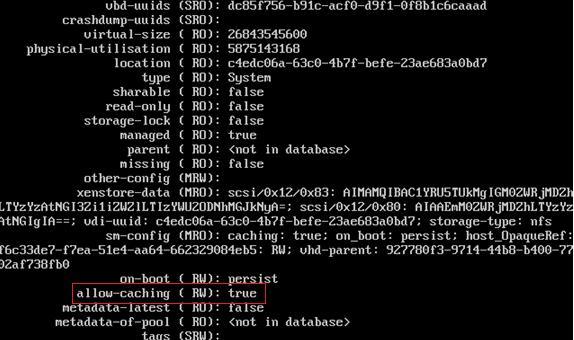 vbd-uuids (SRO): dc85f756-b91c-acf0-d9f1-0f8b1c6caaad
crashdump-uuids (SRO):
virtual-size ( RO): 26843545600
physical-utilisation ( RO): 5875143168
location ( RO): c4edc06a-63c0-4b7f-befe-23ae683a0bd7
type ( RO): System
sharable ( RO): false
read-only ( RO): false
storage-lock ( RO): false
managed ( RO): true
parent ( RO): <not in database>
missing ( RO): false
other-config (MRW):
xenstore-data (MRO): scsi/0x12/0x83: AIMAMQIBAC1YRU5TUkMgIGM0ZWRjMDZh
LTYzYzAtNGI3Zi1iZWZlLTIzYWU2ODNhMGJkNyA=; scsi/0x12/0x80: AIAAEmM0ZWRjMDZhLTYzYz
AtNGIgIA==; vdi-uuid: c4edc06a-63c0-4b7f-befe-23ae683a0bd7; storage-type: nfs
sm-config (MRO): caching: true; on_boot: persist; host_OpaqueRef:
f6c33de7-f7ea-51e4-aa64-662329084eb5: RW; vhd-parent: 927780f3-9714-44b8-b400-77
02af738fb0
on-boot ( RW): persist
allow-caching ( RW): true
metadata-latest ( RO): false
metadata-of-pool ( RO): <not in database>
tags (SRW):